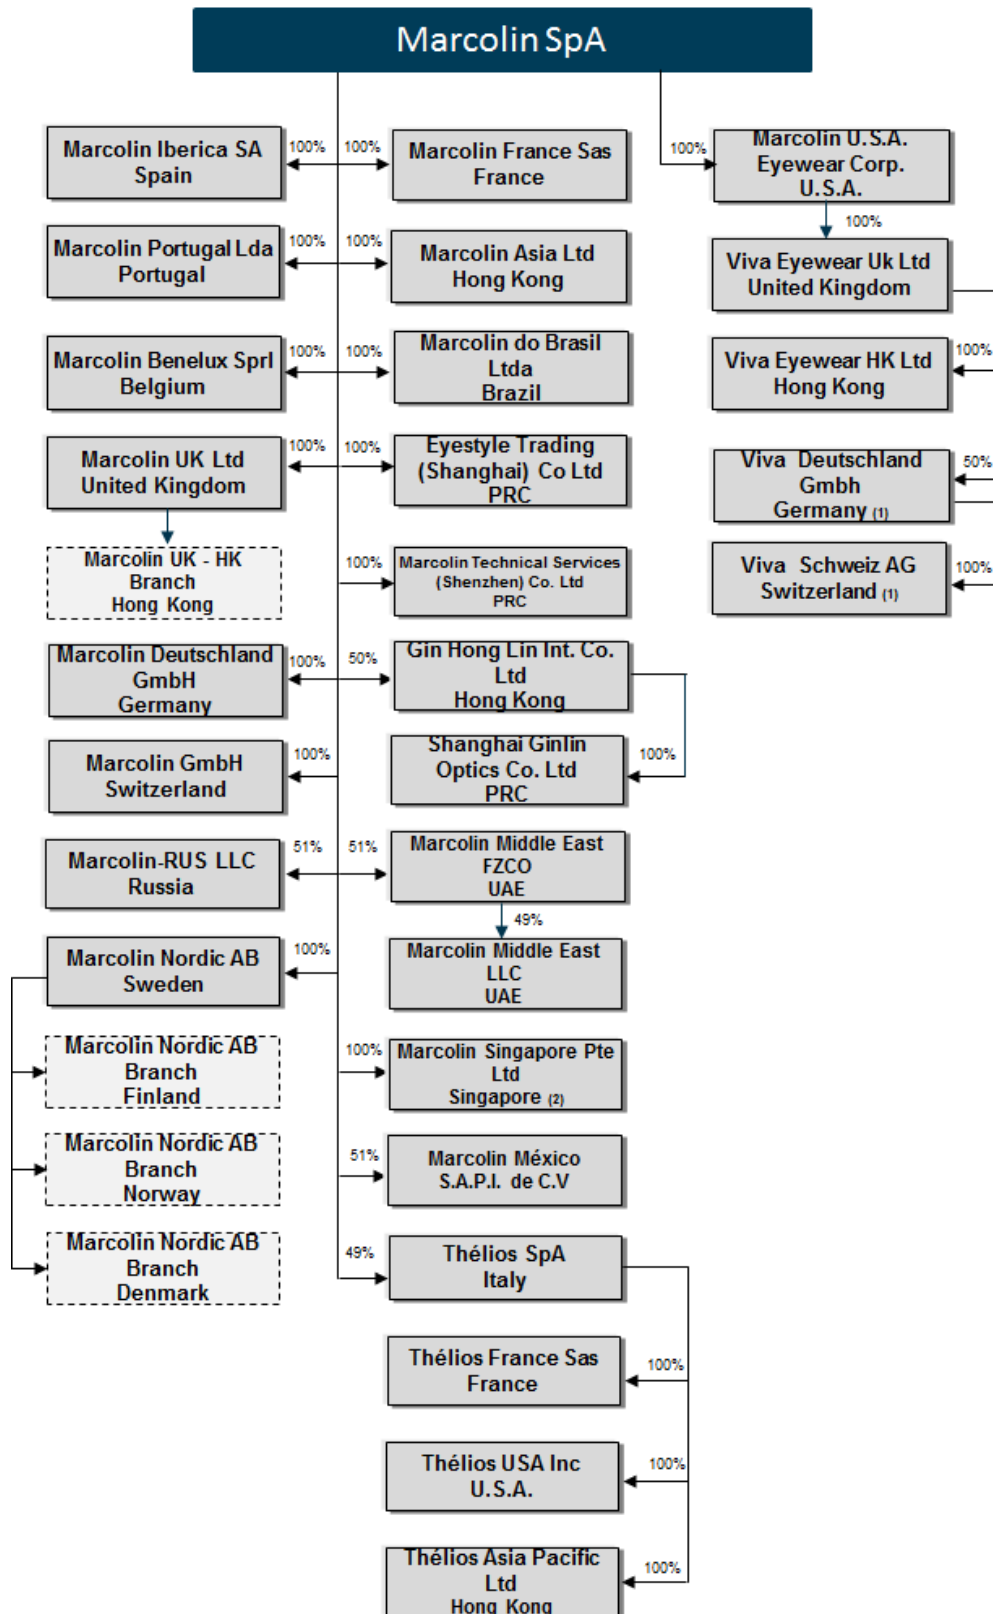 Marcolin SpA
Marcolin Iberica SA
Spain
100%
100%
Marcolin France Sas
France
100%
Marcolin U.S.A.
Eyewear Corp.
U.S.A.
100%
Marcolin Portugal Lda
Portugal
100%
100%
Marcolin Asia Ltd
Hong Kong
Viva Eyewear Uk Ltd
United Kingdom
Marcolin Benelux Sprl
Belgium
100%
100%
Marcolin do Brasil
Ltda
Brazil
Viva Eyewear HK Ltd
Hong Kong
100%
Marcolin UK Ltd
United Kingdom
100%
100%
Eyestyle Trading
(Shanghai) Co Ltd
PRC
Viva Deutschland
Gmbh
Germany (1)
50%
Marcolin UK - HK
Branch
Hong Kong
100%
Marcolin Technical Services
(Shenzhen) Co. Ltd
PRC
Viva Schweiz AG
Switzerland (1)
100%
Marcolin Deutschland
GmbH
Germany
100%
50%
Gin Hong Lin Int. Co.
Ltd
Hong Kong
Marcolin GmbH
Switzerland
100%
Shanghai Ginlin
Optics Co. Ltd
PRC
100%
Marcolin-RUS LLC
Russia
51%
51%
Marcolin Middle East
FZCO
UAE
49%
Marcolin Nordic AB
Sweden
100%
Marcolin Middle East
LLC
UAE
Marcolin Nordic AB
Branch
Finland
100%
Marcolin Singapore Pte
Ltd
Singapore (2)
Marcolin Nordic AB
Branch
Norway
51%
Marcolin México
S.A.P.I. de C.V
Marcolin Nordic AB
Branch
Denmark
49%
Thélios SpA
Italy
Thélios France Sas
France
100%
Thélios USA Inc
U.S.A.
100%
Thélios Asia Pacific
Ltd
Hong Kong
100%